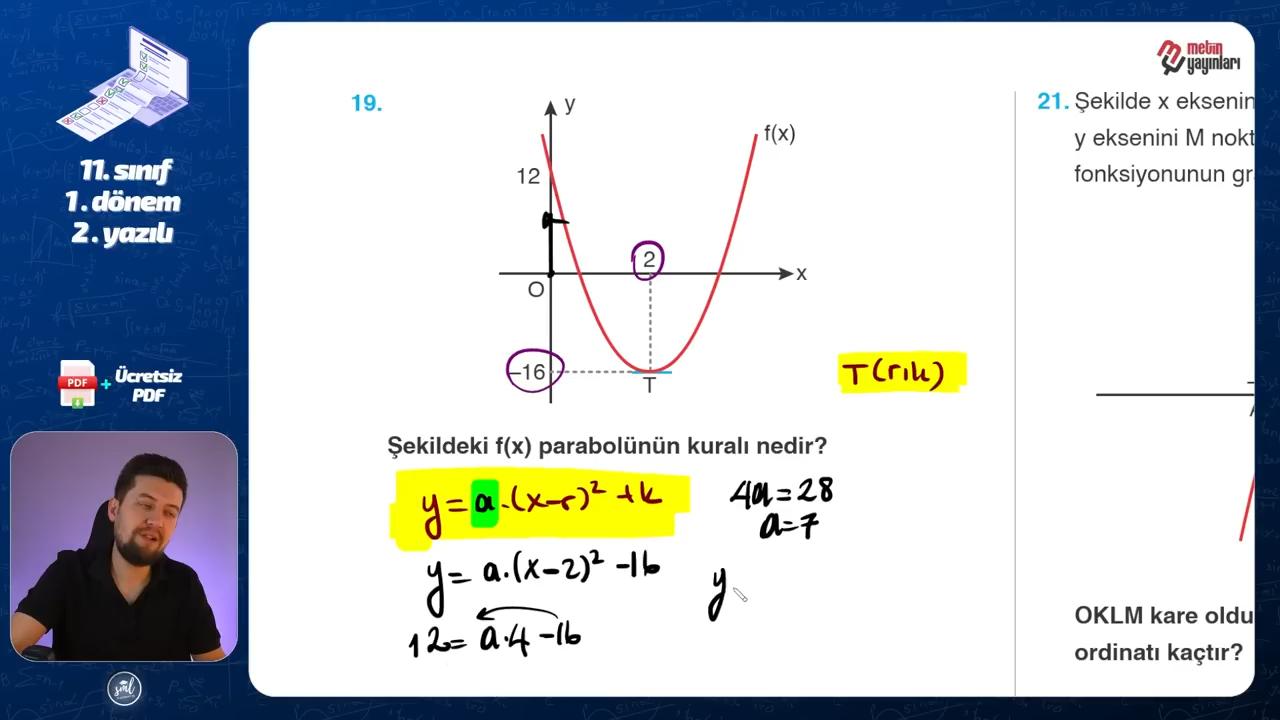 11. sınıf
1. dönem
2. yazılı
PDF
+ Ücretsiz
PDF
sml
metin
yayınları
19.
y
f(x)
12
2
x
O
-16
T
T(r,k)
Şekildeki f(x) parabolünün kuralı nedir?
y = a.(x-r)² + k
y = a.(x-2)² -16
12 = a.4 -16
4a = 28
a = 7
y
21. Şekilde x eksenin
y eksenini M nokt
fonksiyonunun gr
OKLM kare oldu
ordinatı kaçtır?